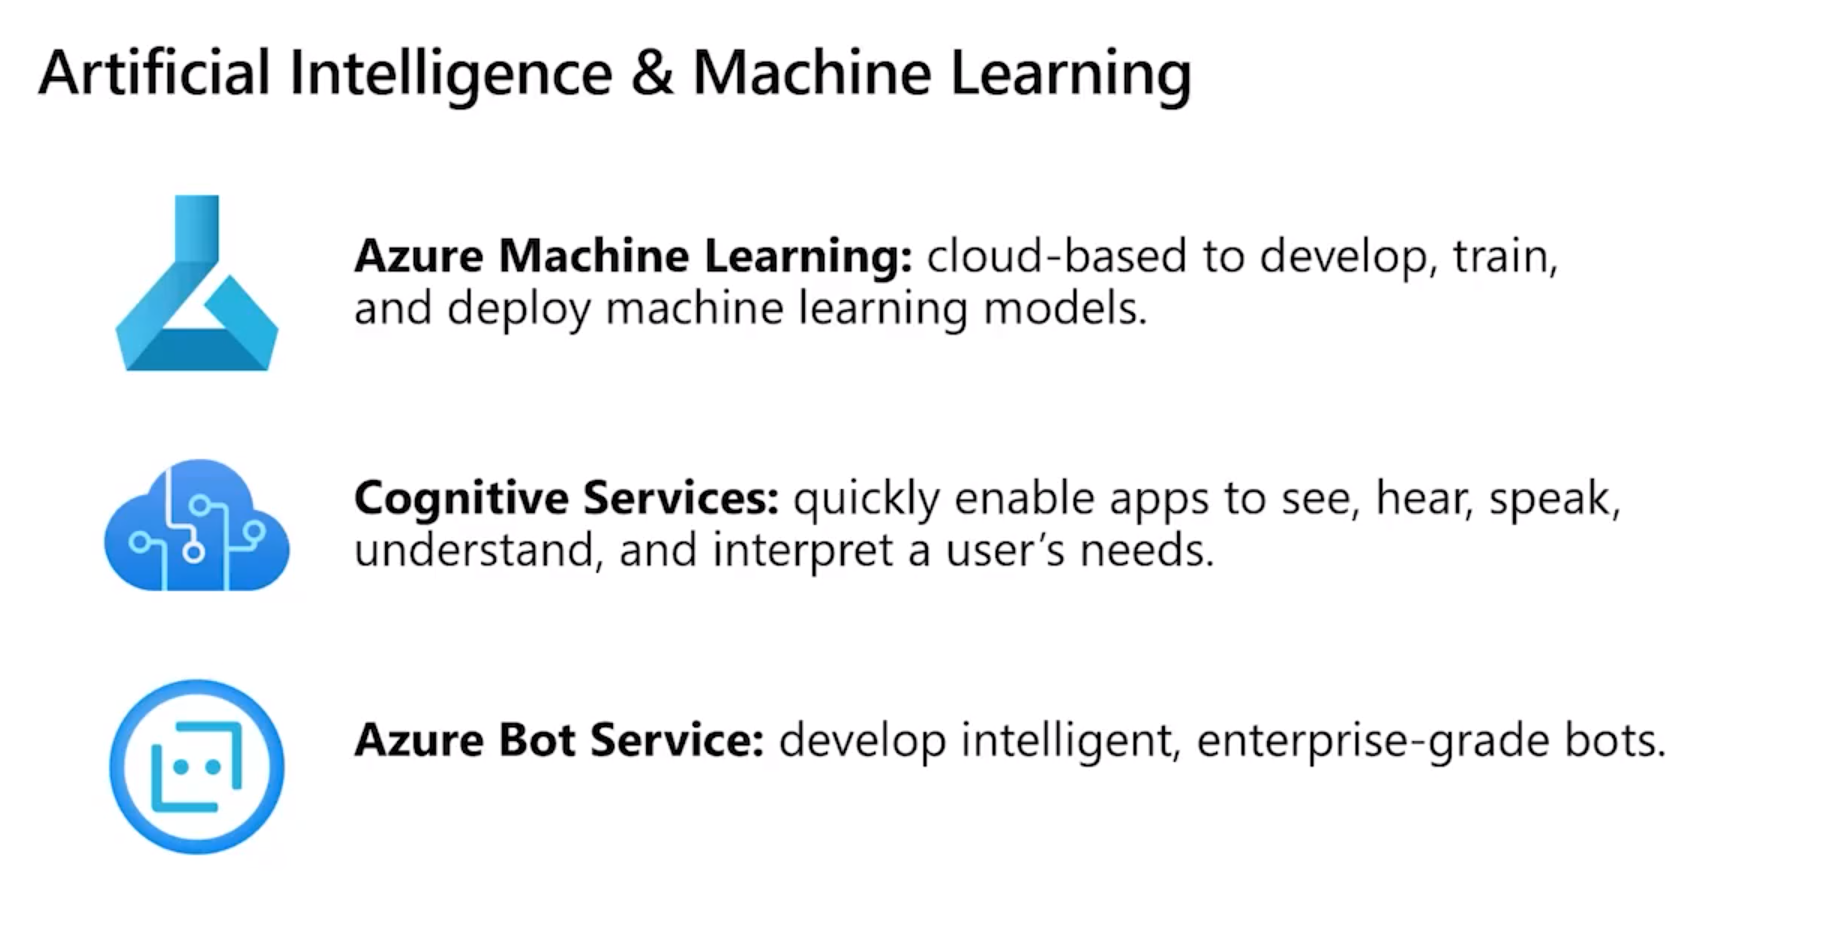 Artificial Intelligence & Machine Learning
Azure Machine Learning: cloud-based to develop, train,
and deploy machine learning models.
Cognitive Services: quickly enable apps to see, hear, speak,
understand, and interpret a user’s needs.
Azure Bot Service: develop intelligent, enterprise-grade bots.